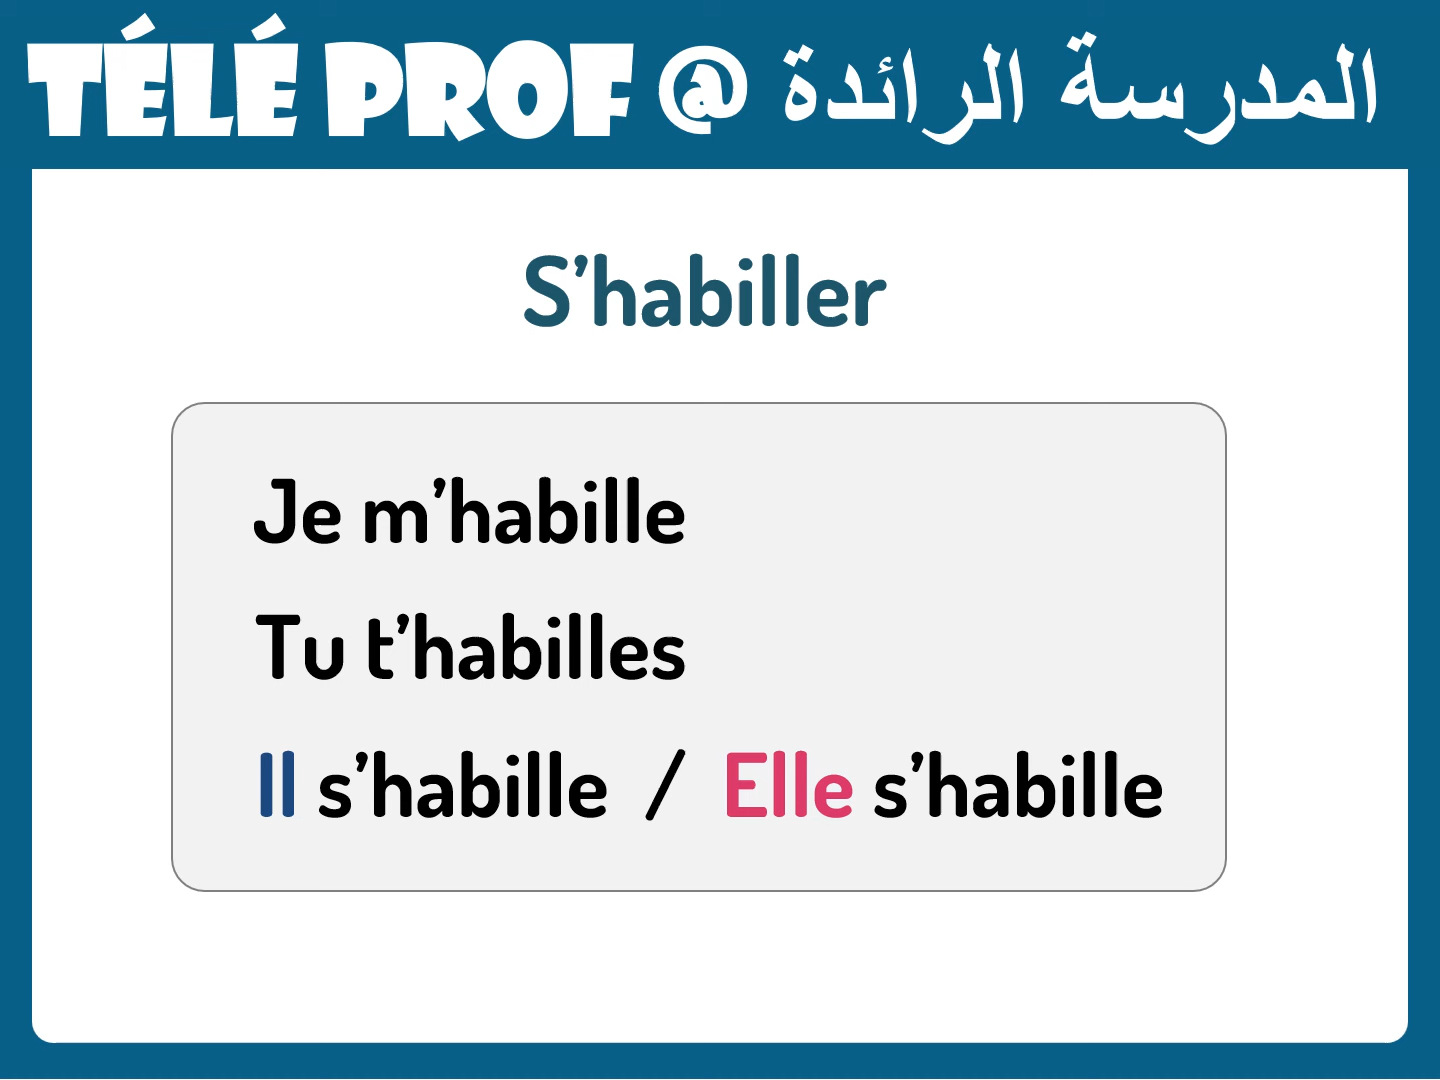 TÉLÉ PROF @ المدرسة الرائدة
S’habiller
Je m’habille
Tu t’habilles
Il s’habille / Elle s’habille